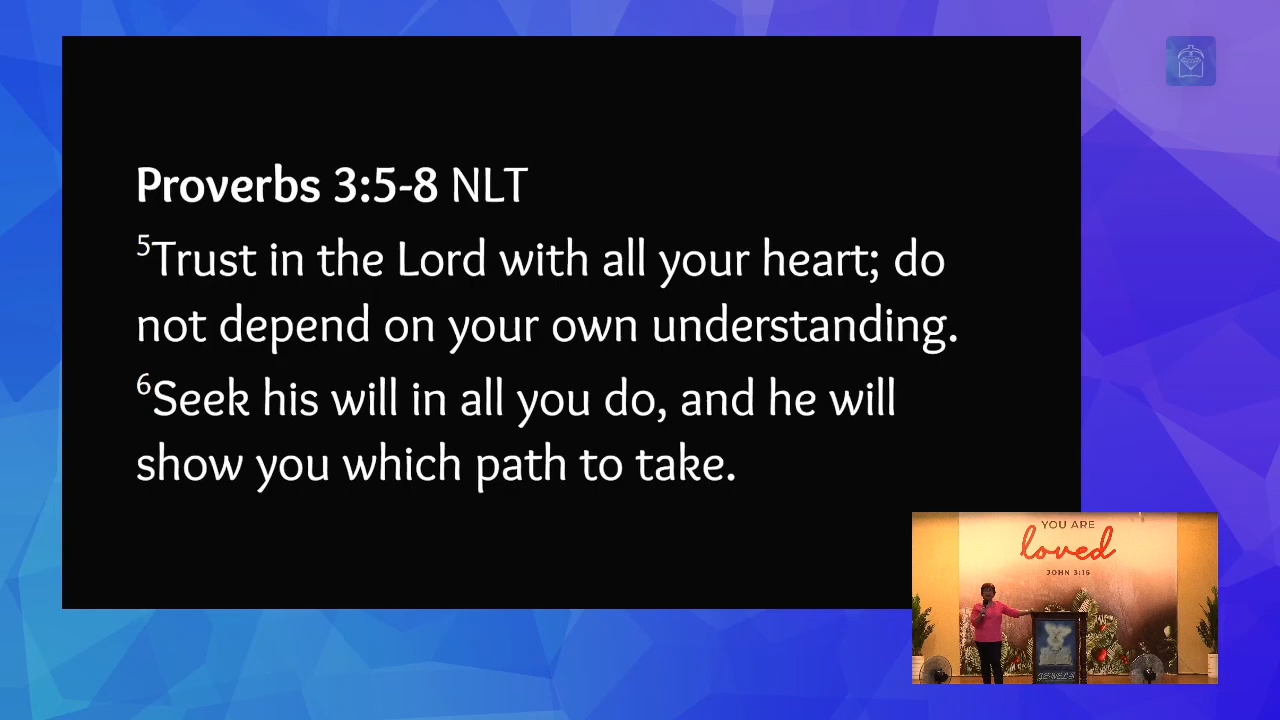 Proverbs 3:5-8 NLT
⁵Trust in the Lord with all your heart; do
not depend on your own understanding.
⁶Seek his will in all you do, and he will
show you which path to take.
YOU ARE
loved
JOHN 3:16
JEWELS